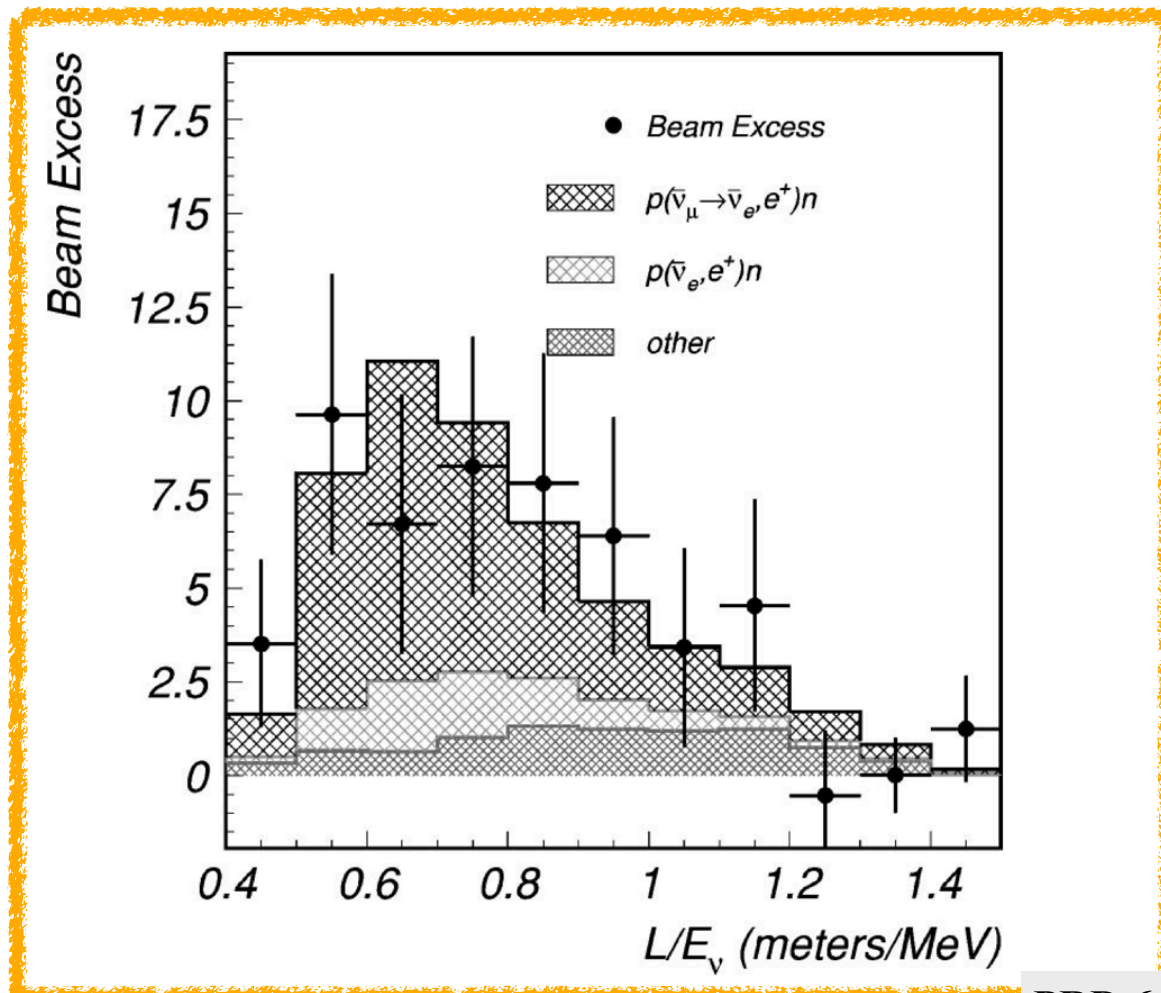 Beam Excess
17.5
15
12.5
10
7.5
5
2.5
0
Beam Excess
p(ν̄μ→ν̄e,e+)n
p(ν̄e,e+)n
other
0.4 0.6 0.8 1 1.2 1.4
L/Eν (meters/MeV)